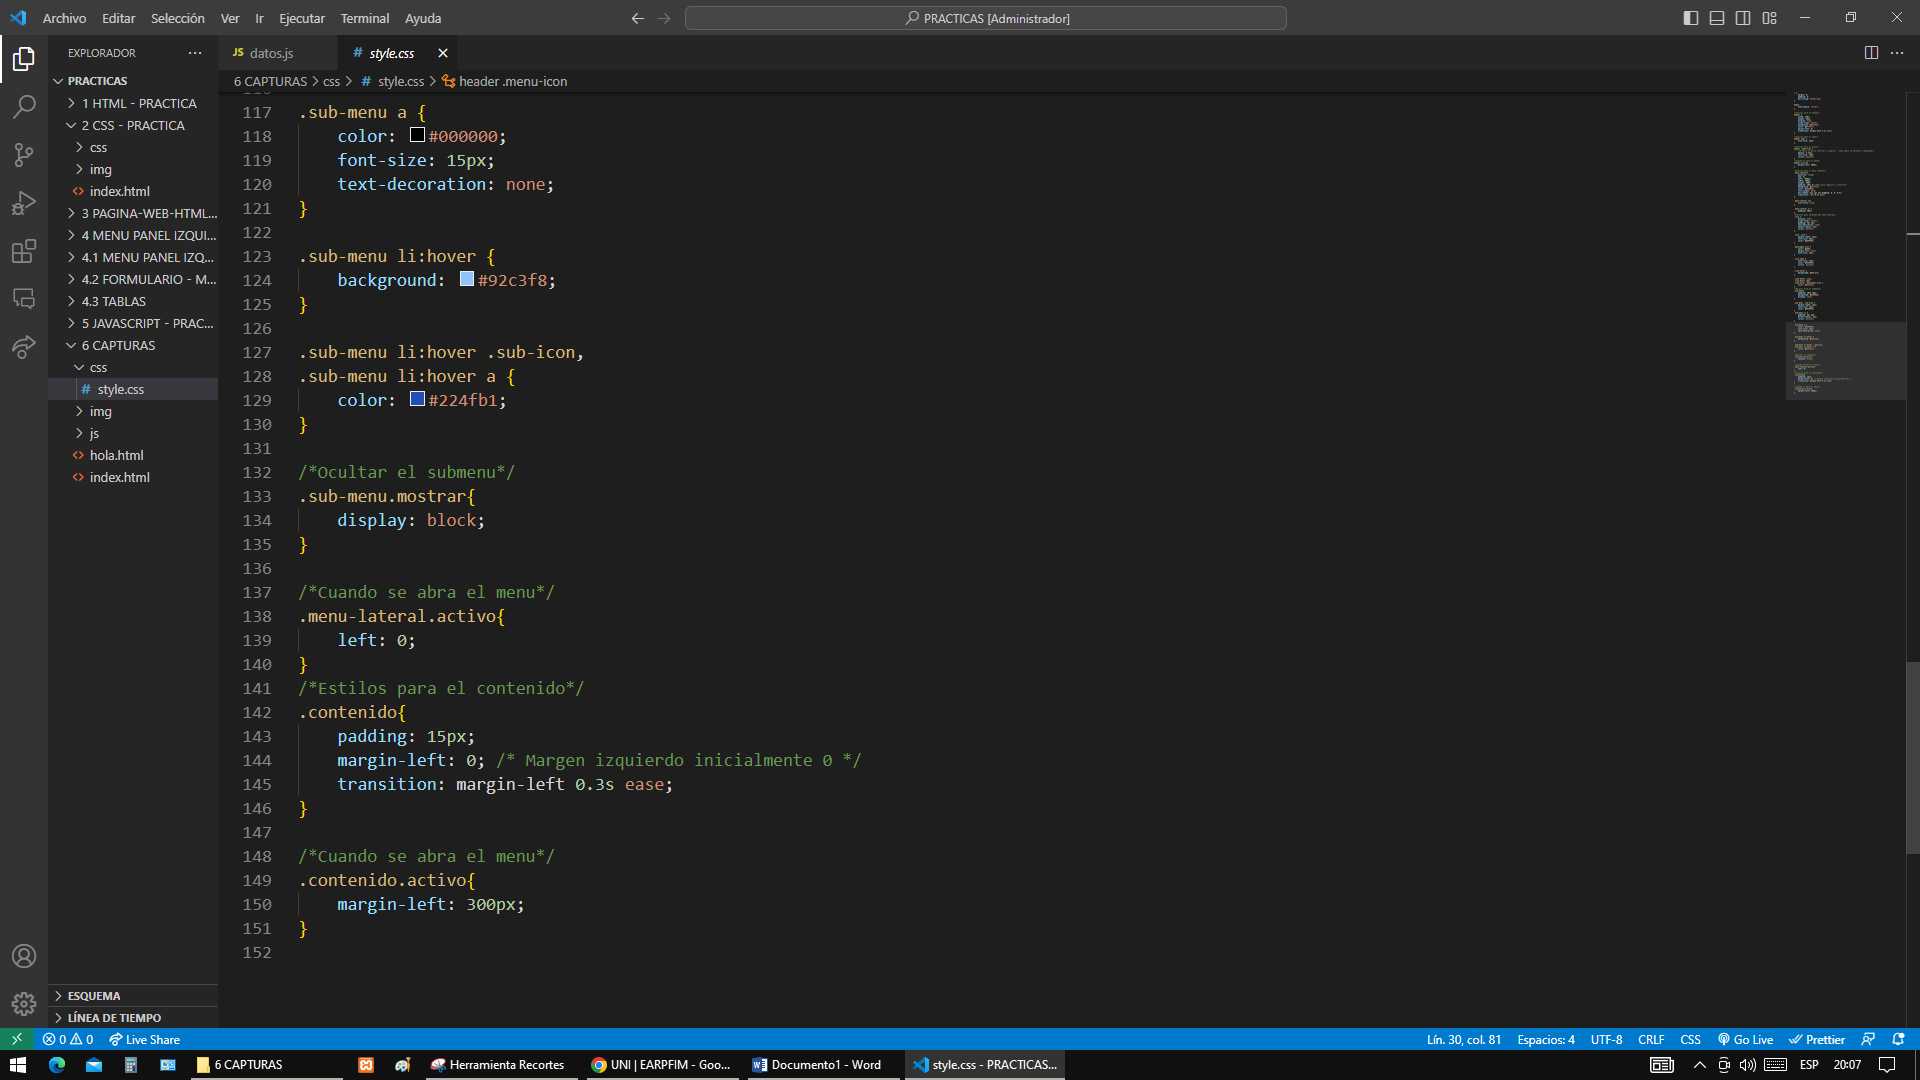 Archivo Editar Selección Ver Ir Ejecutar Terminal Ayuda
PRACTICAS [Administrador]
EXPLORADOR
PRACTICAS
1 HTML - PRACTICA
2 CSS - PRACTICA
css
img
index.html
3 PAGINA-WEB-HTML...
4 MENU PANEL IZQUI...
4.1 MENU PANEL IZQ...
4.2 FORMULARIO - M...
4.3 TABLAS
5 JAVASCRIPT - PRAC...
6 CAPTURAS
css
# style.css
img
js
hola.html
index.html
ESQUEMA
LÍNEA DE TIEMPO
JS datos.js
# style.css
6 CAPTURAS > css > # style.css > header .menu-icon
117 .sub-menu a {
118 color: #000000;
119 font-size: 15px;
120 text-decoration: none;
121 }
122
123 .sub-menu li:hover {
124 background: #92c3f8;
125 }
126
127 .sub-menu li:hover .sub-icon,
128 .sub-menu li:hover a {
129 color: #224fb1;
130 }
131
132 /*Ocultar el submenu*/
133 .sub-menu.mostrar{
134 display: block;
135 }
136
137 /*Cuando se abra el menu*/
138 .menu-lateral.activo{
139 left: 0;
140 }
141 /*Estilos para el contenido*/
142 .contenido{
143 padding: 15px;
144 margin-left: 0; /* Margen izquierdo inicialmente 0 */
145 transition: margin-left 0.3s ease;
146 }
147
148 /*Cuando se abra el menu*/
149 .contenido.activo{
150 margin-left: 300px;
151 }
152
0 0 Live Share
Lín. 30, col. 81 Espacios: 4 UTF-8 CRLF CSS Go Live Prettier
6 CAPTURAS
Herramienta Recortes
UNI | EARPFIM - Goo...
Documento1 - Word
style.css - PRACTICAS...
ESP 20:07